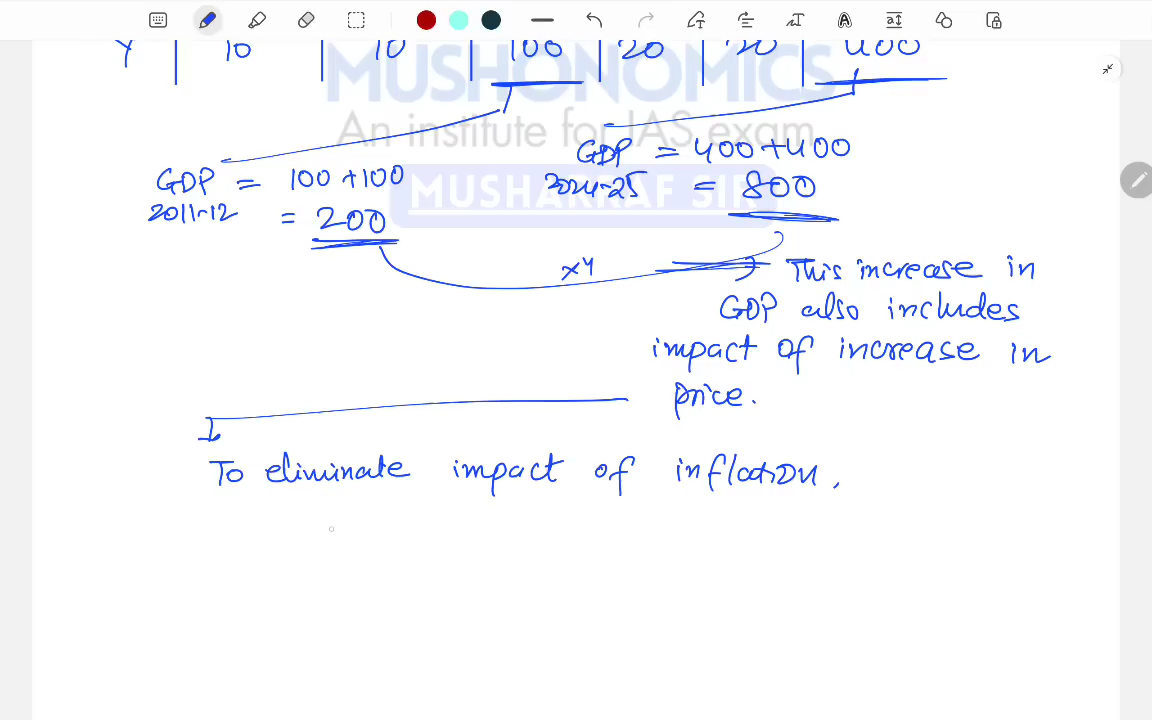 Y | 10 | 10 | 100 | 20 | 20 | 400
MUSHONOMICS
An institute for IAS exam
MUSHARRAF SIR
GDP 2011-12 = 100 + 100
= 200
GDP 2024-25 = 400 + 400
= 800
x4
This increase in
GDP also includes
impact of increase in
price.
To eliminate impact of inflation,